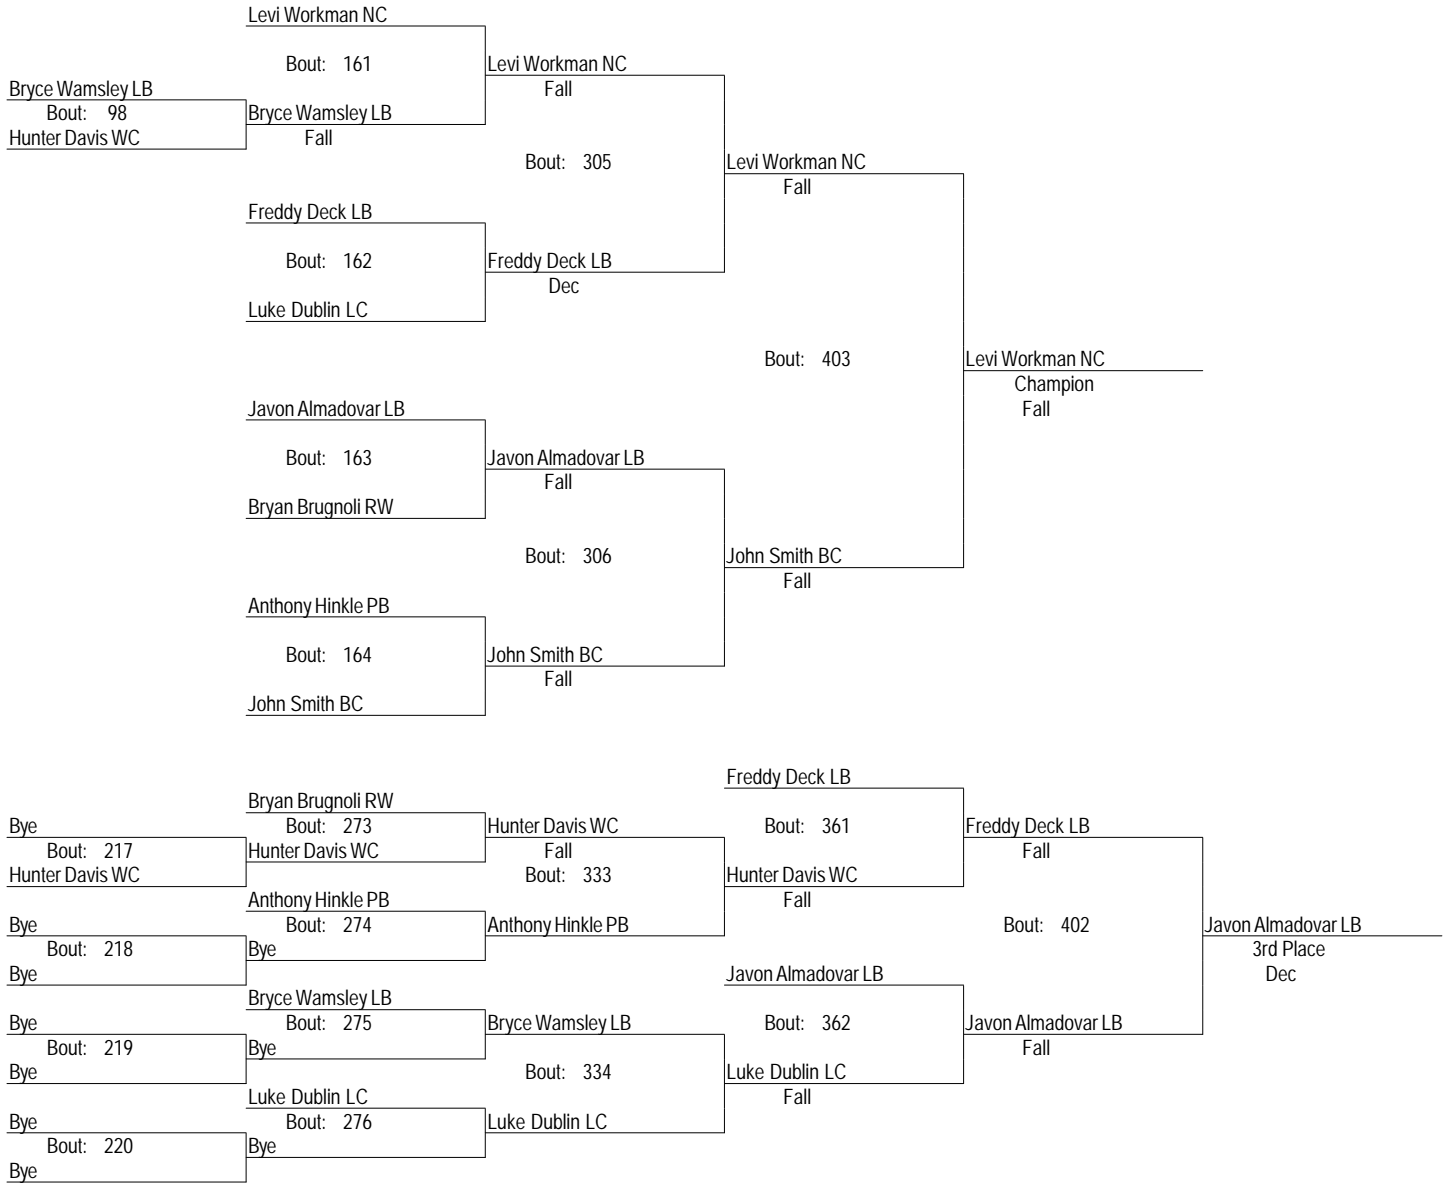 Levi Workman NC
Bout: 161
Levi Workman NC
Fall
Bryce Wamsley LB
Bout: 98
Bryce Wamsley LB
Hunter Davis WC
Fall
Bout: 305
Levi Workman NC
Fall
Freddy Deck LB
Bout: 162
Freddy Deck LB
Dec
Luke Dublin LC
Bout: 403
Levi Workman NC
Champion
Fall
Javon Almadovar LB
Bout: 163
Javon Almadovar LB
Fall
Bryan Brugnoli RW
Bout: 306
John Smith BC
Fall
Anthony Hinkle PB
Bout: 164
John Smith BC
Fall
John Smith BC
Freddy Deck LB
Bryan Brugnoli RW
Bye
Bout: 273
Hunter Davis WC
Bout: 361
Freddy Deck LB
Bout: 217
Hunter Davis WC
Fall
Fall
Hunter Davis WC
Bout: 333
Hunter Davis WC
Fall
Anthony Hinkle PB
Bye
Bout: 274
Anthony Hinkle PB
Bout: 402
Javon Almadovar LB
Bout: 218
Bye
3rd Place
Bye
Javon Almadovar LB
Dec
Bryce Wamsley LB
Bye
Bout: 275
Bryce Wamsley LB
Bout: 362
Javon Almadovar LB
Bout: 219
Bye
Fall
Bye
Bout: 334
Luke Dublin LC
Fall
Luke Dublin LC
Bye
Bout: 276
Luke Dublin LC
Bout: 220
Bye
Bye